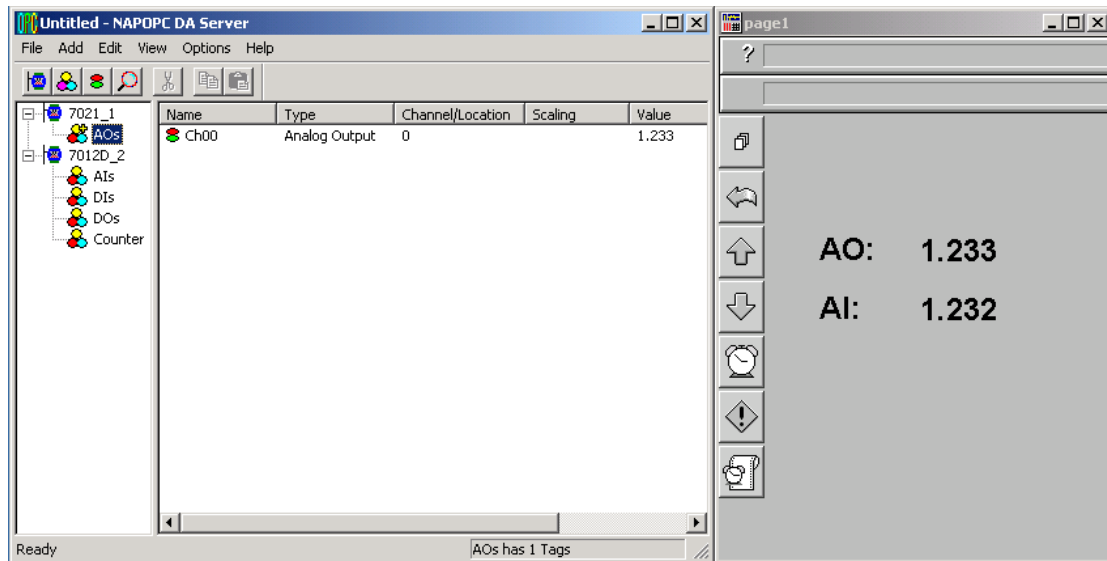 Untitled - NAPOPC DA Server
File Add Edit View Options Help
7021_1
AOs
7012D_2
AIs
DIs
DOs
Counter
Name Type Channel/Location Scaling Value
Ch00 Analog Output 0 1.233
Ready
AOs has 1 Tags
page1
?
AO: 1.233
AI: 1.232